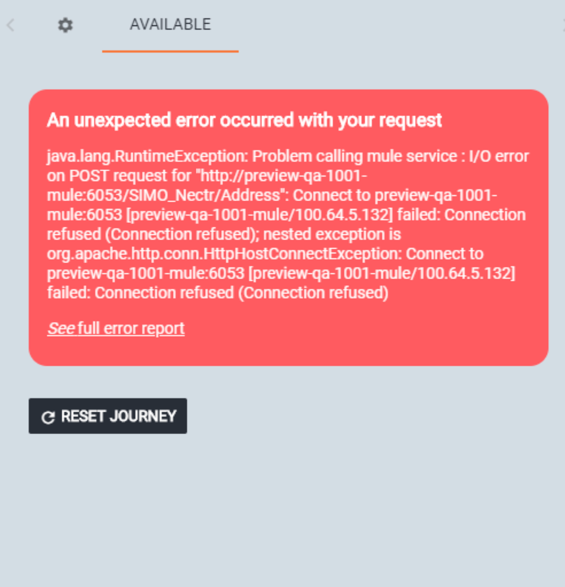 AVAILABLE
An unexpected error occurred with your request
java.lang.RuntimeException: Problem calling mule service : I/O error
on POST request for "http://preview-qa-1001-
mule:6053/SIMO_Nectr/Address": Connect to preview-qa-1001-
mule:6053 [preview-qa-1001-mule/100.64.5.132] failed: Connection
refused (Connection refused); nested exception is
org.apache.http.conn.HttpHostConnectException: Connect to
preview-qa-1001-mule:6053 [preview-qa-1001-mule/100.64.5.132]
failed: Connection refused (Connection refused)
See full error report
RESET JOURNEY